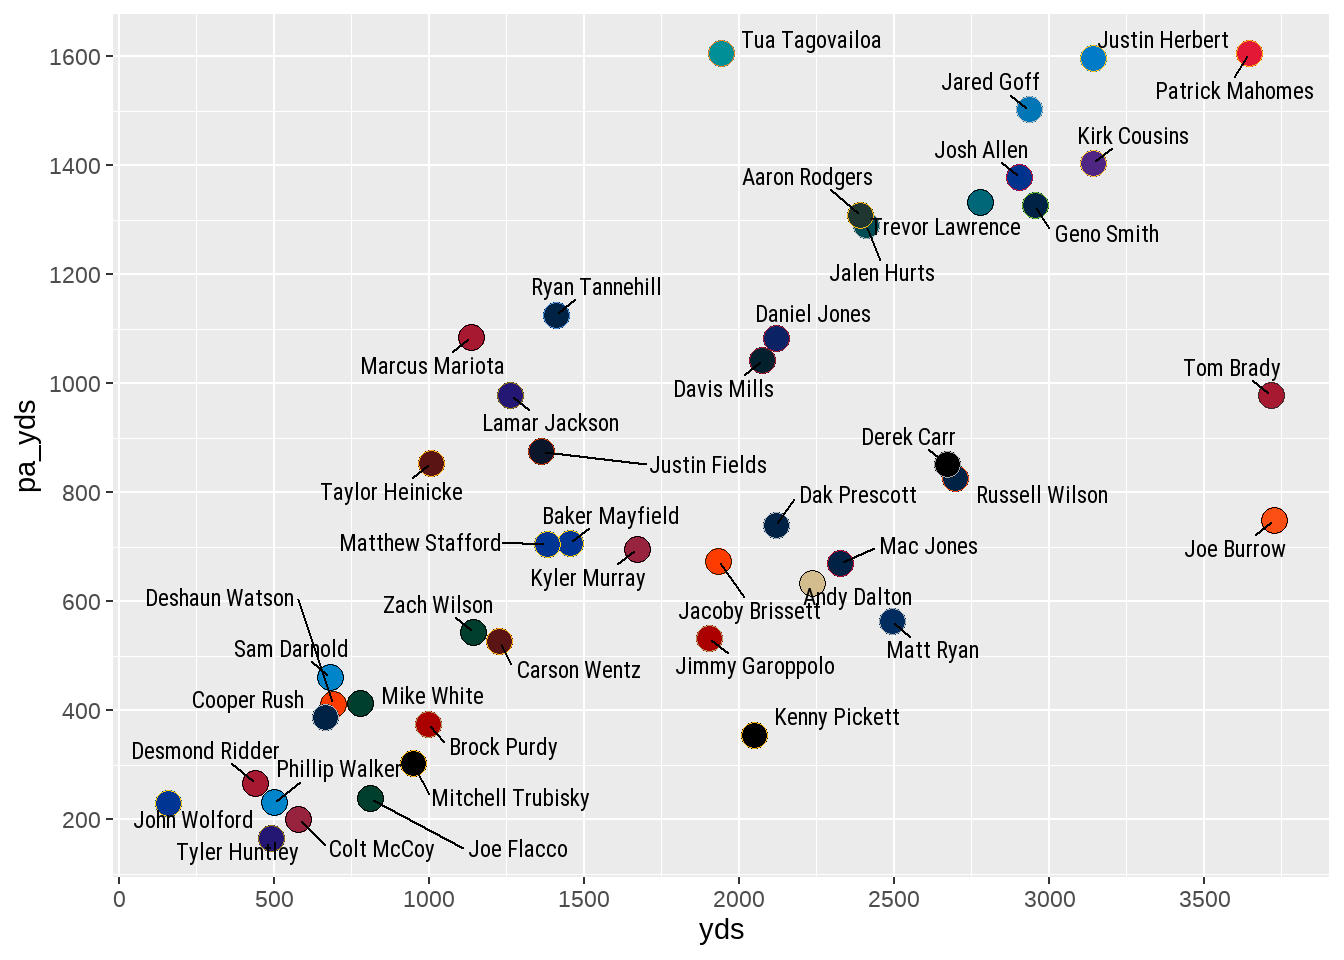 Tua Tagovailoa
Justin Herbert
1600
Jared Goff
Patrick Mahomes
Kirk Cousins
Josh Allen
1400
Aaron Rodgers
Trevor Lawrence
Geno Smith
1200
Jalen Hurts
Ryan Tannehill
Daniel Jones
Marcus Mariota
Tom Brady
1000
Davis Mills
Lamar Jackson
Derek Carr
Justin Fields
Taylor Heinicke
800
Dak Prescott
Russell Wilson
Baker Mayfield
Matthew Stafford
Mac Jones
Joe Burrow
Kyler Murray
Deshaun Watson
600
Zach Wilson
Andy Dalton
Jacoby Brissett
Sam Darnold
Matt Ryan
Jimmy Garoppolo
Carson Wentz
Cooper Rush
Mike White
400
Kenny Pickett
Brock Purdy
Desmond Ridder
Phillip Walker
Mitchell Trubisky
200
John Wolford
Tyler Huntley
Colt McCoy
Joe Flacco
0
500
1000
1500
2000
2500
3000
3500
yds
pa_yds